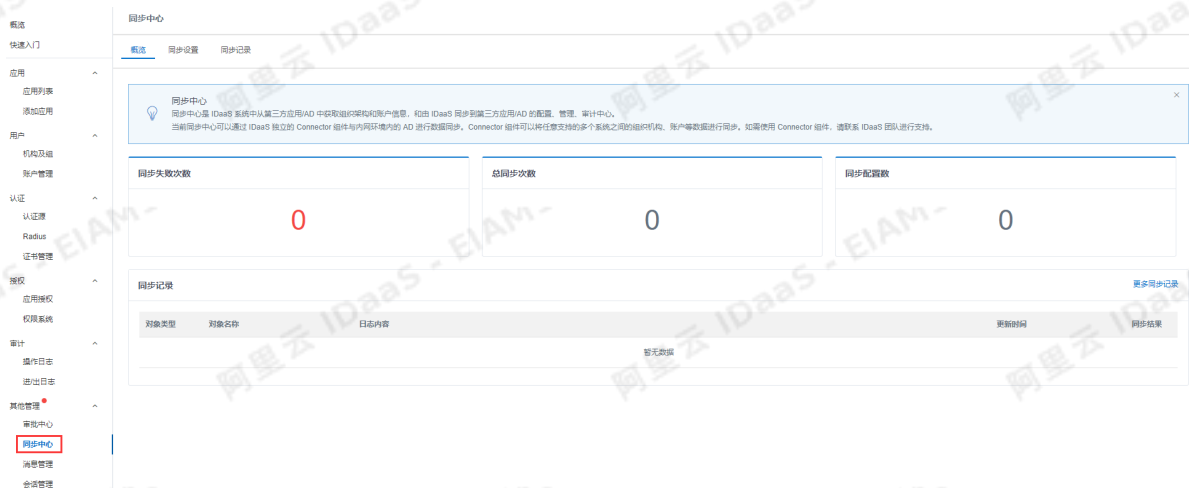 概览
快速入门
应用
应用列表
添加应用
用户
机构及组
账户管理
认证
认证源
Radius
证书管理
授权
应用授权
权限系统
审计
操作日志
进/出日志
其他管理
审批中心
同步中心
消息管理
会话管理
同步中心
概览 同步设置 同步记录
同步中心
同步中心是 IDaaS 系统中从第三方应用/AD 中获取组织架构和账户信息，和由 IDaaS 同步到第三方应用/AD 的配置、管理、审计中心。
当前同步中心可以通过 IDaaS 独立的 Connector 组件与内网环境内的 AD 进行数据同步。Connector 组件可以将任意支持的多个系统之间的组织机构、账户等数据进行同步。如需使用 Connector 组件，请联系 IDaaS 团队进行支持。
同步失败次数 总同步次数 同步配置数
0 0 0
同步记录 更多同步记录
对象类型 对象名称 日志内容 更新时间 同步结果
暂无数据
阿里云 IDaaS - EIAM